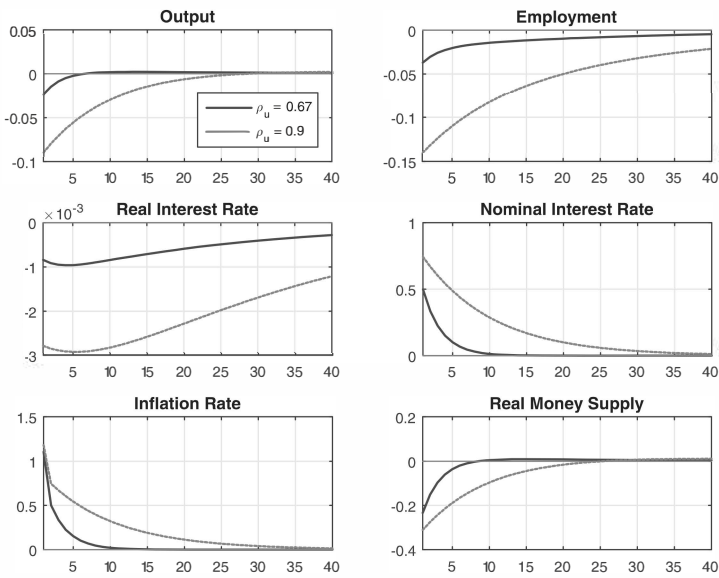 Output
0.05
0
-0.05
-0.1
5 10 15 20 25 30 35 40
ρu = 0.67
ρu = 0.9
Employment
0
-0.05
-0.1
-0.15
5 10 15 20 25 30 35 40
× 10-3
Real Interest Rate
0
-1
-2
-3
5 10 15 20 25 30 35 40
Nominal Interest Rate
1
0.5
0
5 10 15 20 25 30 35 40
Inflation Rate
1.5
1
0.5
0
5 10 15 20 25 30 35 40
Real Money Supply
0.2
0
-0.2
-0.4
5 10 15 20 25 30 35 40